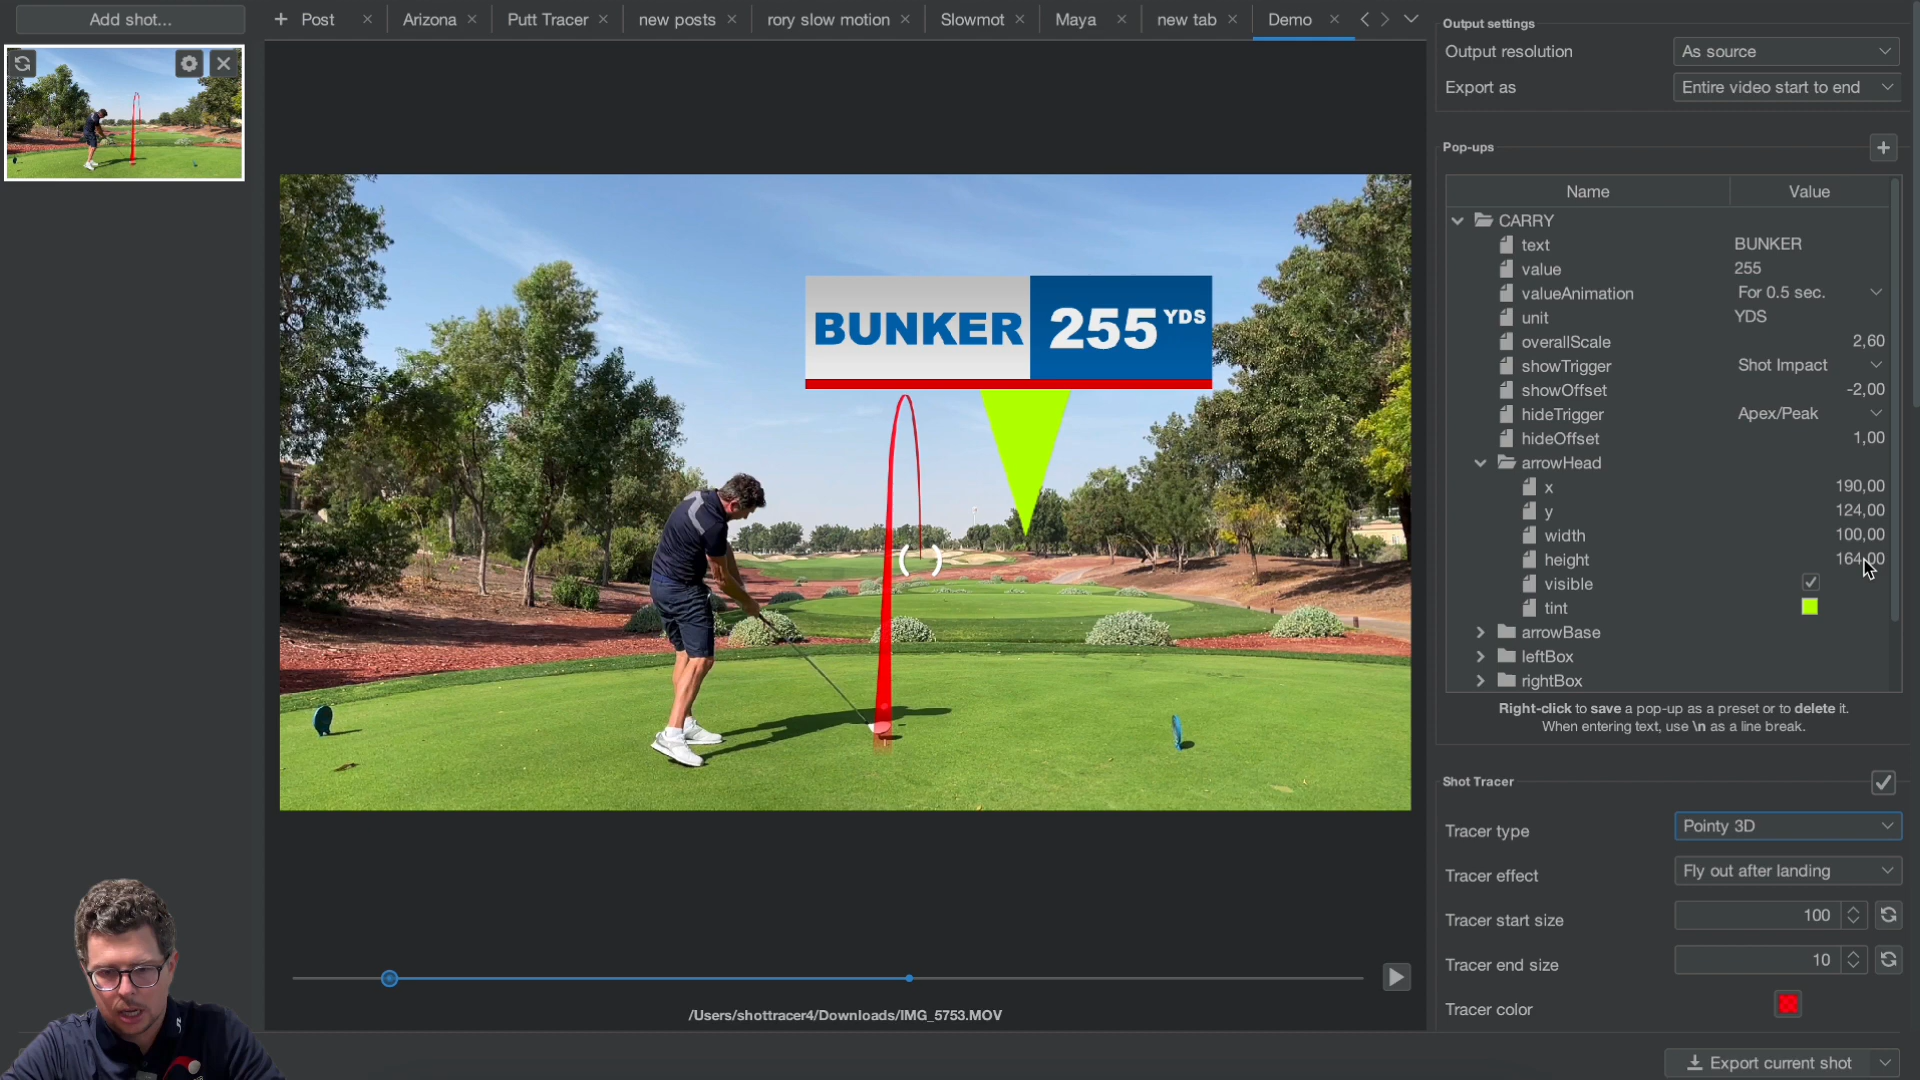 Add shot...
Post
Arizona
Putt Tracer
new posts
rory slow motion
Slowmot
Maya
new tab
Demo
BUNKER 255 YDS
/Users/shottracer4/Downloads/IMG_5753.MOV
Output settings
Output resolution As source
Export as Entire video start to end
Pop-ups
Name Value
CARRY
text BUNKER
value 255
valueAnimation For 0.5 sec.
unit YDS
overallScale 2,60
showTrigger Shot Impact
showOffset -2,00
hideTrigger Apex/Peak
hideOffset 1,00
arrowHead
x 190,00
y 124,00
width 100,00
height 164,00
visible
tint
arrowBase
leftBox
rightBox
Right-click to save a pop-up as a preset or to delete it.
When entering text, use \n as a line break.
Shot Tracer
Tracer type Pointy 3D
Tracer effect Fly out after landing
Tracer start size 100
Tracer end size 10
Tracer color
Export current shot